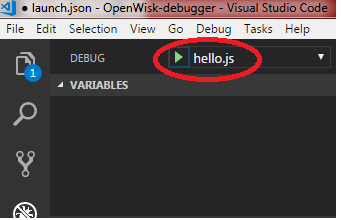 ● launch.json - OpenWisk-debugger - Visual Studio Code
File Edit Selection View Go Debug Tasks Help
DEBUG hello.js
1
VARIABLES